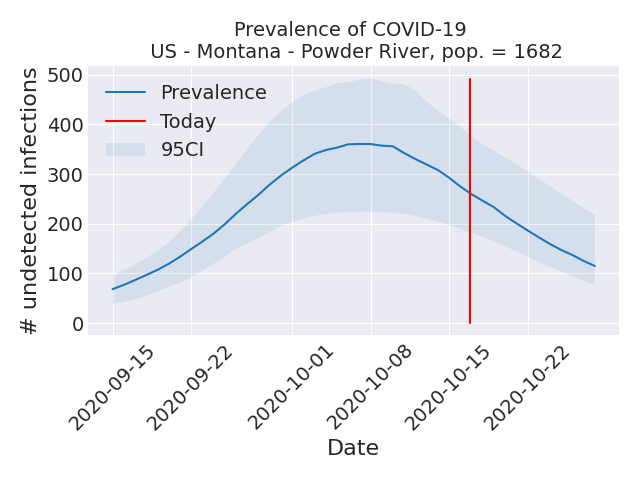 Prevalence of COVID-19
US - Montana - Powder River, pop. = 1682
# undetected infections
500
400
300
200
100
0
Prevalence
Today
95CI
2020-09-15
2020-09-22
2020-10-01
2020-10-08
2020-10-15
2020-10-22
Date